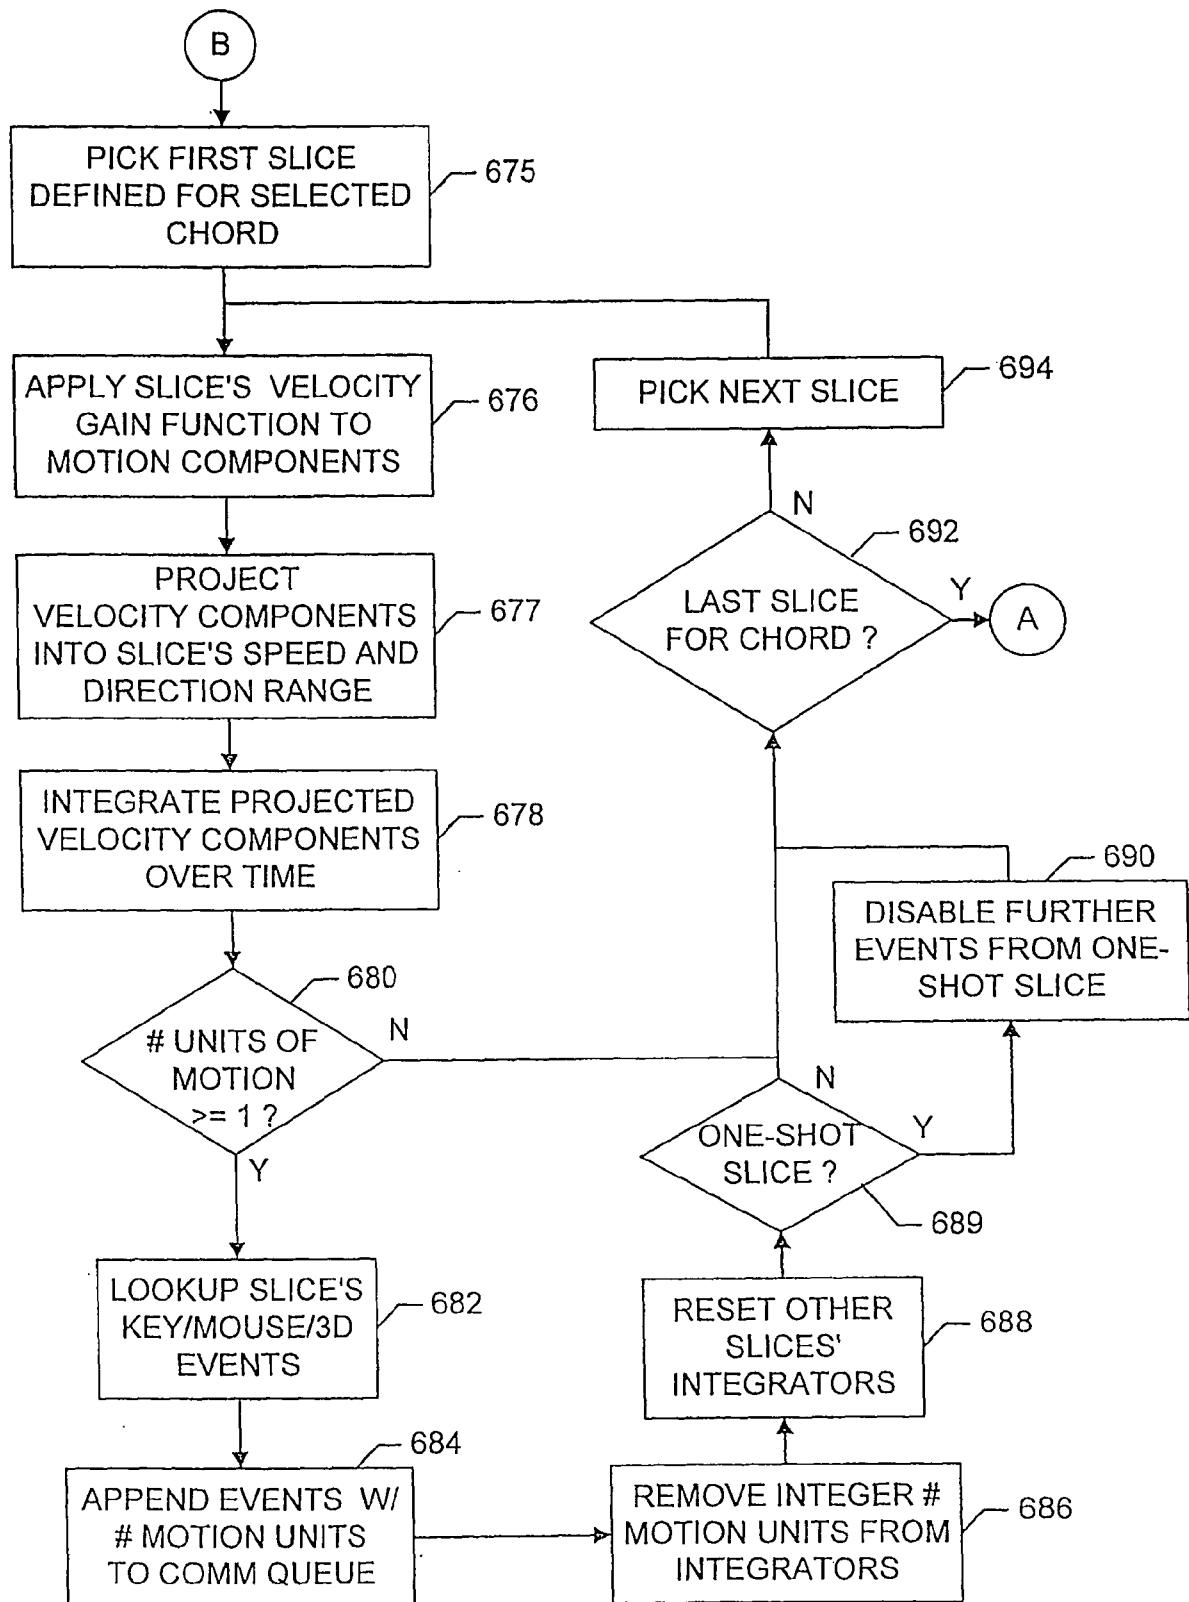 B
PICK FIRST SLICE
DEFINED FOR SELECTED
CHORD
675
APPLY SLICE'S VELOCITY
GAIN FUNCTION TO
MOTION COMPONENTS
676
PROJECT
VELOCITY COMPONENTS
INTO SLICE'S SPEED AND
DIRECTION RANGE
677
INTEGRATE PROJECTED
VELOCITY COMPONENTS
OVER TIME
678
680
# UNITS OF
MOTION
>= 1 ?
N
Y
LOOKUP SLICE'S
KEY/MOUSE/3D
EVENTS
682
684
APPEND EVENTS W/
# MOTION UNITS
TO COMM QUEUE
REMOVE INTEGER #
MOTION UNITS FROM
INTEGRATORS
686
RESET OTHER
SLICES'
INTEGRATORS
688
ONE-SHOT
SLICE ?
N
Y
689
690
DISABLE FURTHER
EVENTS FROM ONE-
SHOT SLICE
692
LAST SLICE
FOR CHORD ?
N
Y
A
PICK NEXT SLICE
694